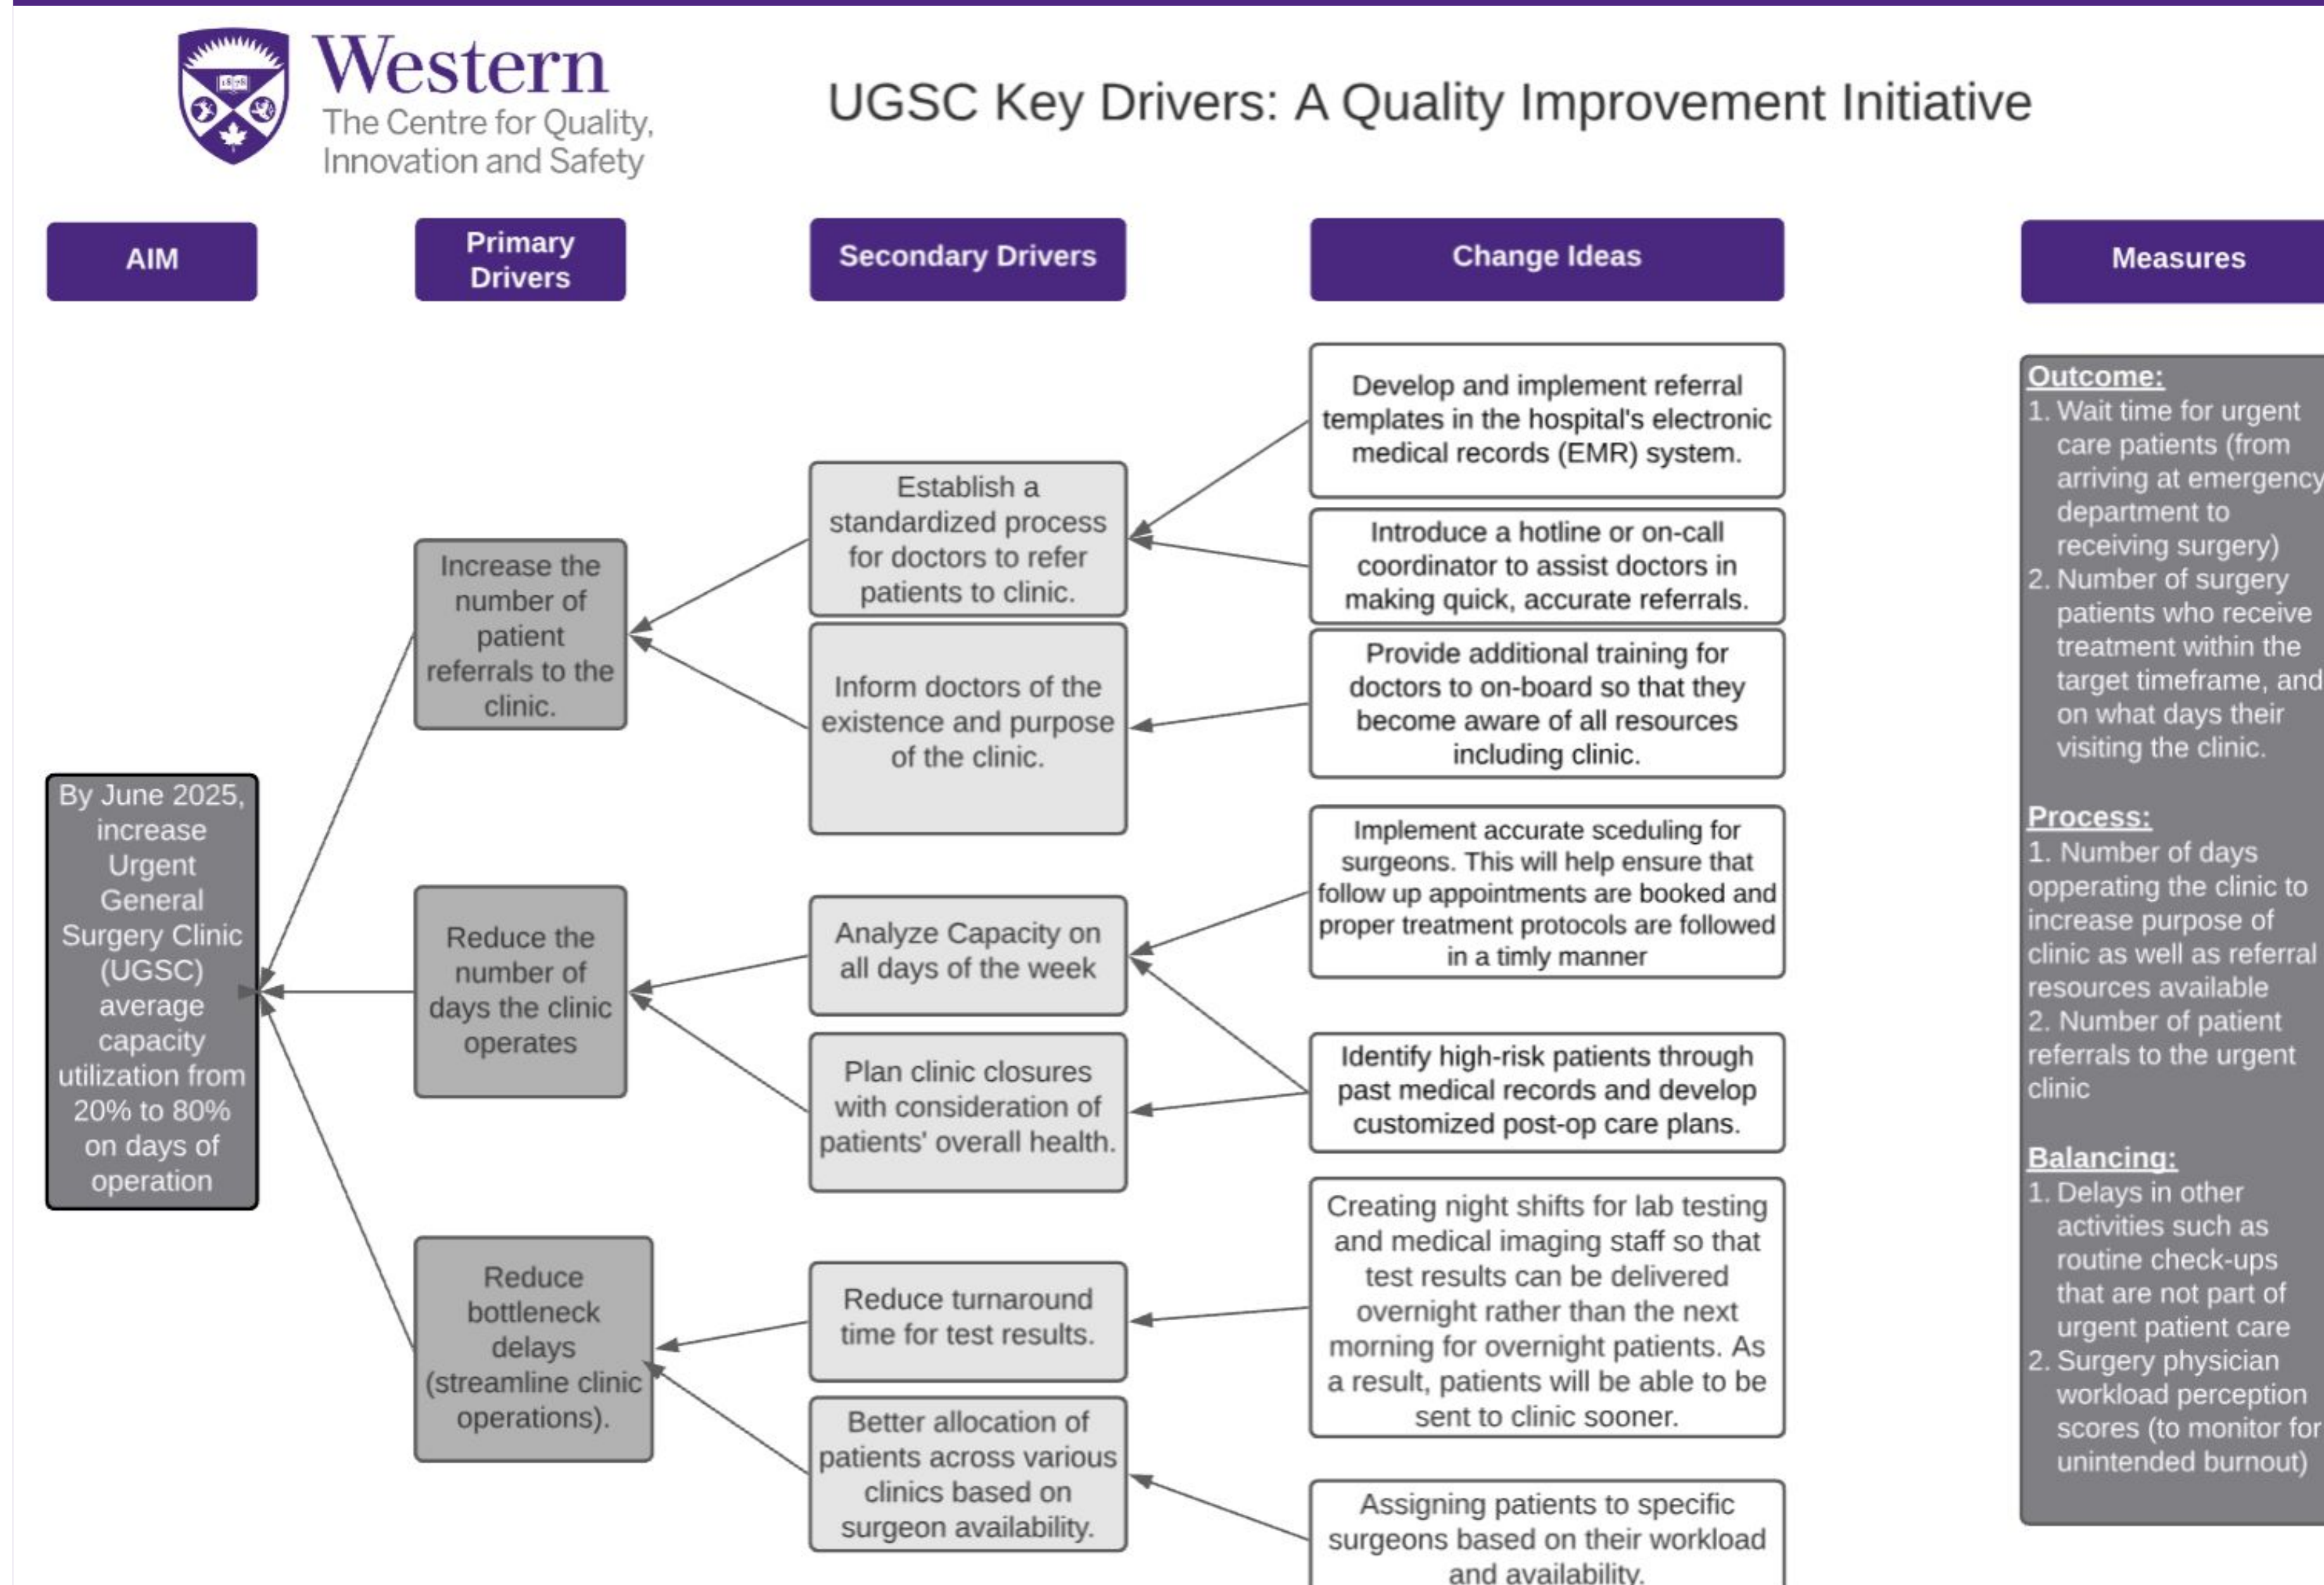 Western
The Centre for Quality,
Innovation and Safety
UGSC Key Drivers: A Quality Improvement Initiative
AIM
Primary
Drivers
Secondary Drivers
Change Ideas
Measures
By June 2025,
increase
Urgent
General
Surgery Clinic
(UGSC)
average
capacity
utilization from
20% to 80%
on days of
operation
Increase the
number of
patient
referrals to the
clinic.
Reduce the
number of
days the clinic
operates
Reduce
bottleneck
delays
(streamline clinic
operations).
Establish a
standardized process
for doctors to refer
patients to clinic.
Inform doctors of the
existence and purpose
of the clinic.
Analyze Capacity on
all days of the week
Plan clinic closures
with consideration of
patients' overall health.
Reduce turnaround
time for test results.
Better allocation of
patients across various
clinics based on
surgeon availability.
Develop and implement referral
templates in the hospital's electronic
medical records (EMR) system.
Introduce a hotline or on-call
coordinator to assist doctors in
making quick, accurate referrals.
Provide additional training for
doctors to on-board so that they
become aware of all resources
including clinic.
Implement accurate sceduling for
surgeons. This will help ensure that
follow up appointments are booked and
proper treatment protocols are followed
in a timly manner
Identify high-risk patients through
past medical records and develop
customized post-op care plans.
Creating night shifts for lab testing
and medical imaging staff so that
test results can be delivered
overnight rather than the next
morning for overnight patients. As
a result, patients will be able to be
sent to clinic sooner.
Assigning patients to specific
surgeons based on their workload
and availability.
Outcome:
1. Wait time for urgent
care patients (from
arriving at emergency
department to
receiving surgery)
2. Number of surgery
patients who receive
treatment within the
target timeframe, and
on what days their
visiting the clinic.
Process:
1. Number of days
opperating the clinic to
increase purpose of
clinic as well as referral
resources available
2. Number of patient
referrals to the urgent
clinic
Balancing:
1. Delays in other
activities such as
routine check-ups
that are not part of
urgent patient care
2. Surgery physician
workload perception
scores (to monitor for
unintended burnout)